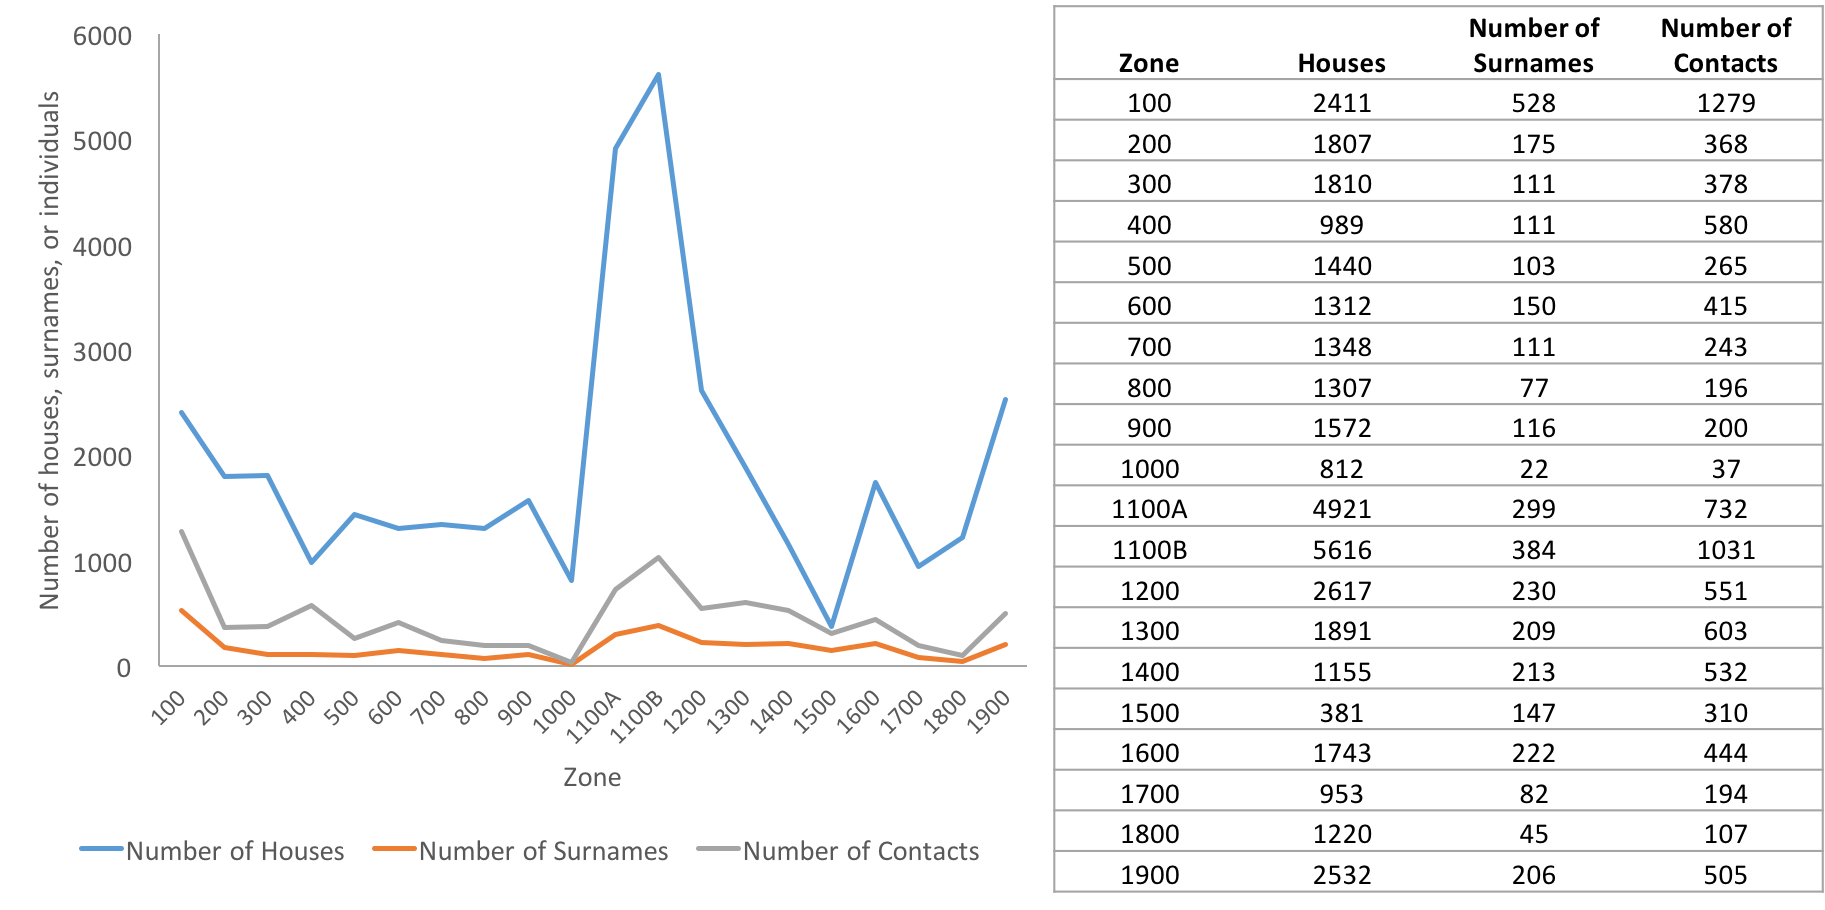 Number of houses, surnames, or individuals
6000
5000
4000
3000
2000
1000
0
100 200 300 400 500 600 700 800 900 1000 1100A 1100B 1200 1300 1400 1500 1600 1700 1800 1900
Zone
Number of Houses Number of Surnames Number of Contacts
Zone Houses Number of Surnames Number of Contacts
100 2411 528 1279
200 1807 175 368
300 1810 111 378
400 989 111 580
500 1440 103 265
600 1312 150 415
700 1348 111 243
800 1307 77 196
900 1572 116 200
1000 812 22 37
1100A 4921 299 732
1100B 5616 384 1031
1200 2617 230 551
1300 1891 209 603
1400 1155 213 532
1500 381 147 310
1600 1743 222 444
1700 953 82 194
1800 1220 45 107
1900 2532 206 505